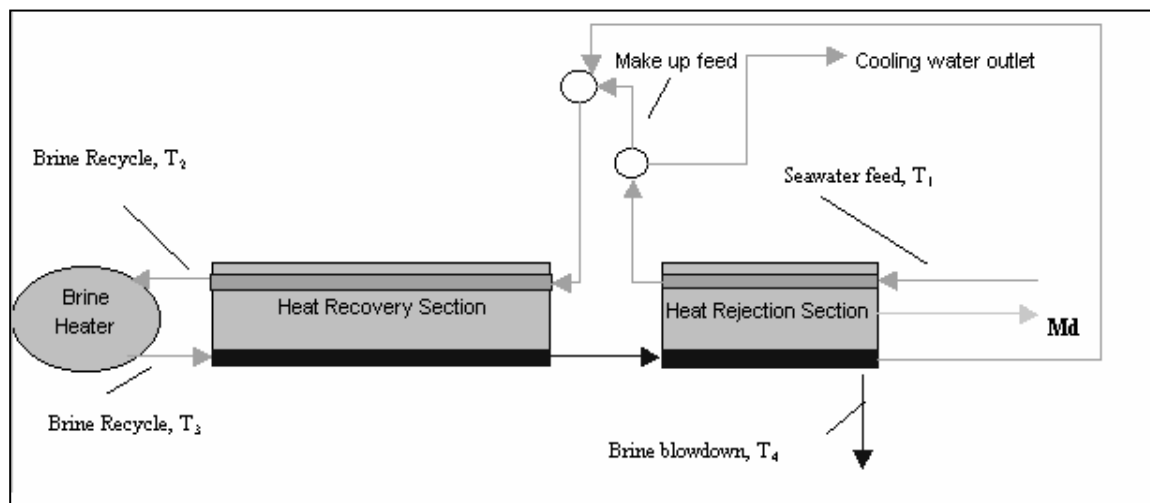 Make up feed
Cooling water outlet
Brine Recycle, T₂
Seawater feed, T₁
Brine
Heater
Heat Recovery Section
Heat Rejection Section
Md
Brine Recycle, T₃
Brine blowdown, T₄